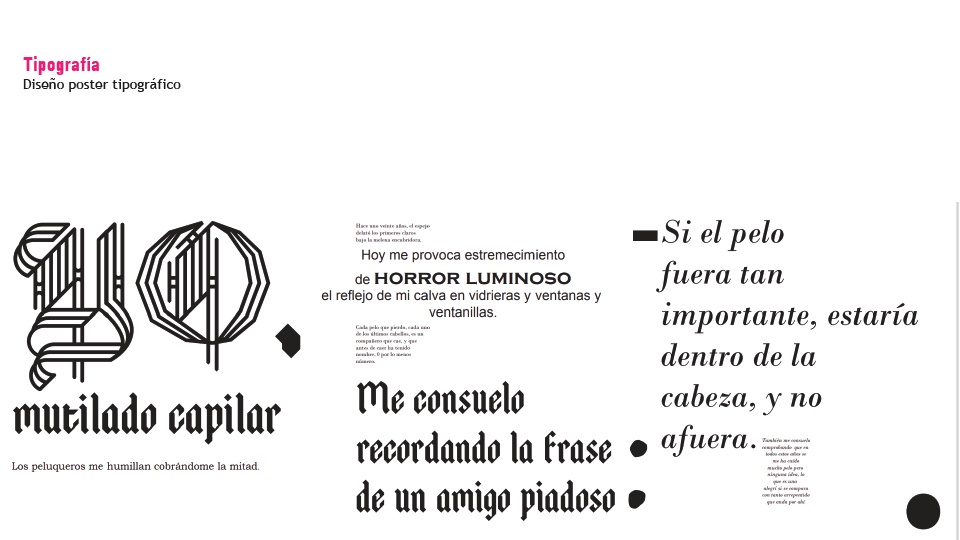 Tipografía
Diseño poster tipográfico
YO.
mutilado capilar
Los peluqueros me humillan cobrándome la mitad.
Hace uno veinte años, el espejo
delató los primeros claros
bajo la melena encubridora.
Hoy me provoca estremecimiento
de HORROR LUMINOSO
el reflejo de mi calva en vidrieras y ventanas y
ventanillas.
Cada pelo que pierdo, cada uno
de los últimos cabellos, es un
compañero que cae, y que
antes de caer ha tenido
nombre, 0 por lo menos
número.
Me consuelo
recordando la frase
de un amigo piadoso :
-Si el pelo
fuera tan
importante, estaría
dentro de la
cabeza, y no
afuera.
También me consuela
comprobando que en
todos estos años se
me ha caído
mucho pelo pero
ninguna idea, lo
que es una
alegrí si se compara
con tanto arrepentido
que anda por ahí